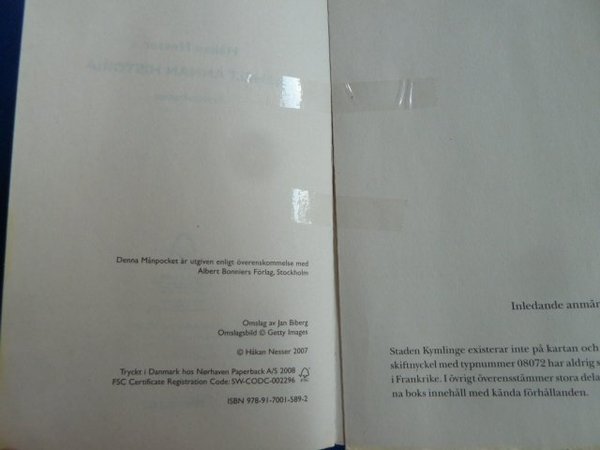 Denna Månpocket är utgiven enligt överenskommelse med
Albert Bonniers Förlag, Stockholm
Omslag av Jan Biberg
Omslagsbild © Getty Images
© Håkan Nesser 2007
Tryckt i Danmark hos Nørhaven Paperback A/S 2008
FSC Certificate Registration Code: SW-CODC-002296
ISBN 978-91-7001-589-2
Inledande anmär
Staden Kymlinge existerar inte på kartan och
skiftnyckel med typnummer 08072 har aldrig s
i Frankrike. I övrigt överensstämmer stora dela
na boks innehåll med kända förhållanden.